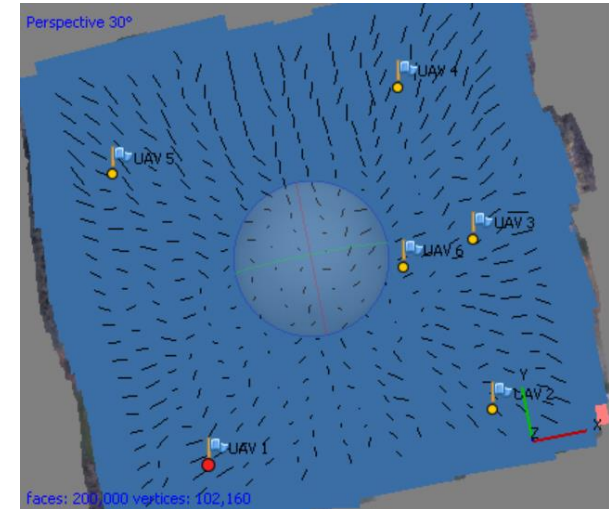 Perspective 30°
UAV 4
UAV 5
UAV 3
UAV 6
Y
UAV 2
X
Z
UAV 1
faces: 200,000 vertices: 102,160